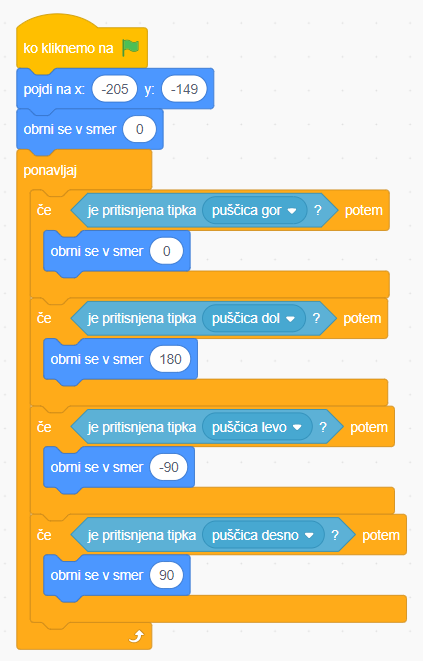 ko kliknemo na
pojdi na x: -205 y: -149
obrni se v smer 0
ponavljaj
če je pritisnjena tipka puščica gor ? potem
obrni se v smer 0
če je pritisnjena tipka puščica dol ? potem
obrni se v smer 180
če je pritisnjena tipka puščica levo ? potem
obrni se v smer -90
če je pritisnjena tipka puščica desno ? potem
obrni se v smer 90